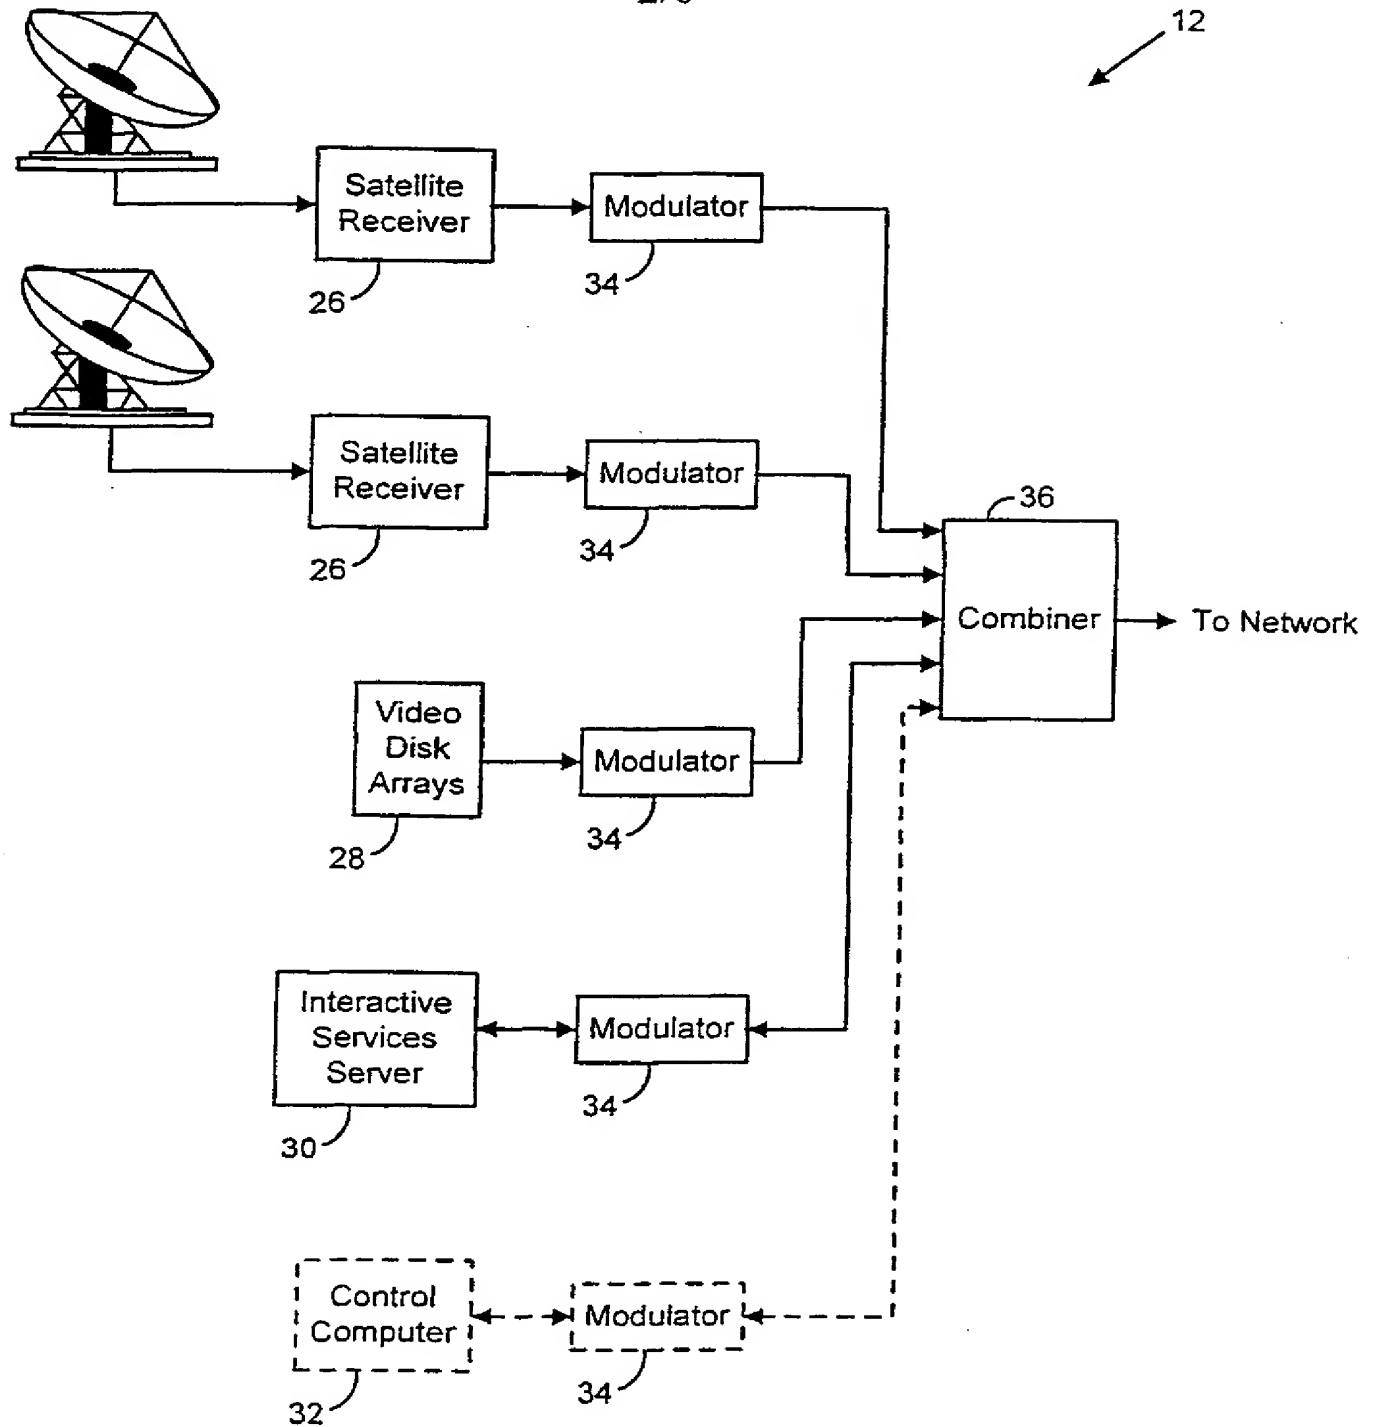 12
Satellite
Receiver
Modulator
26
34
Satellite
Receiver
Modulator
26
34
36
Combiner
To Network
Video
Disk
Arrays
Modulator
28
34
Interactive
Services
Server
Modulator
30
34
Control
Computer
Modulator
32
34